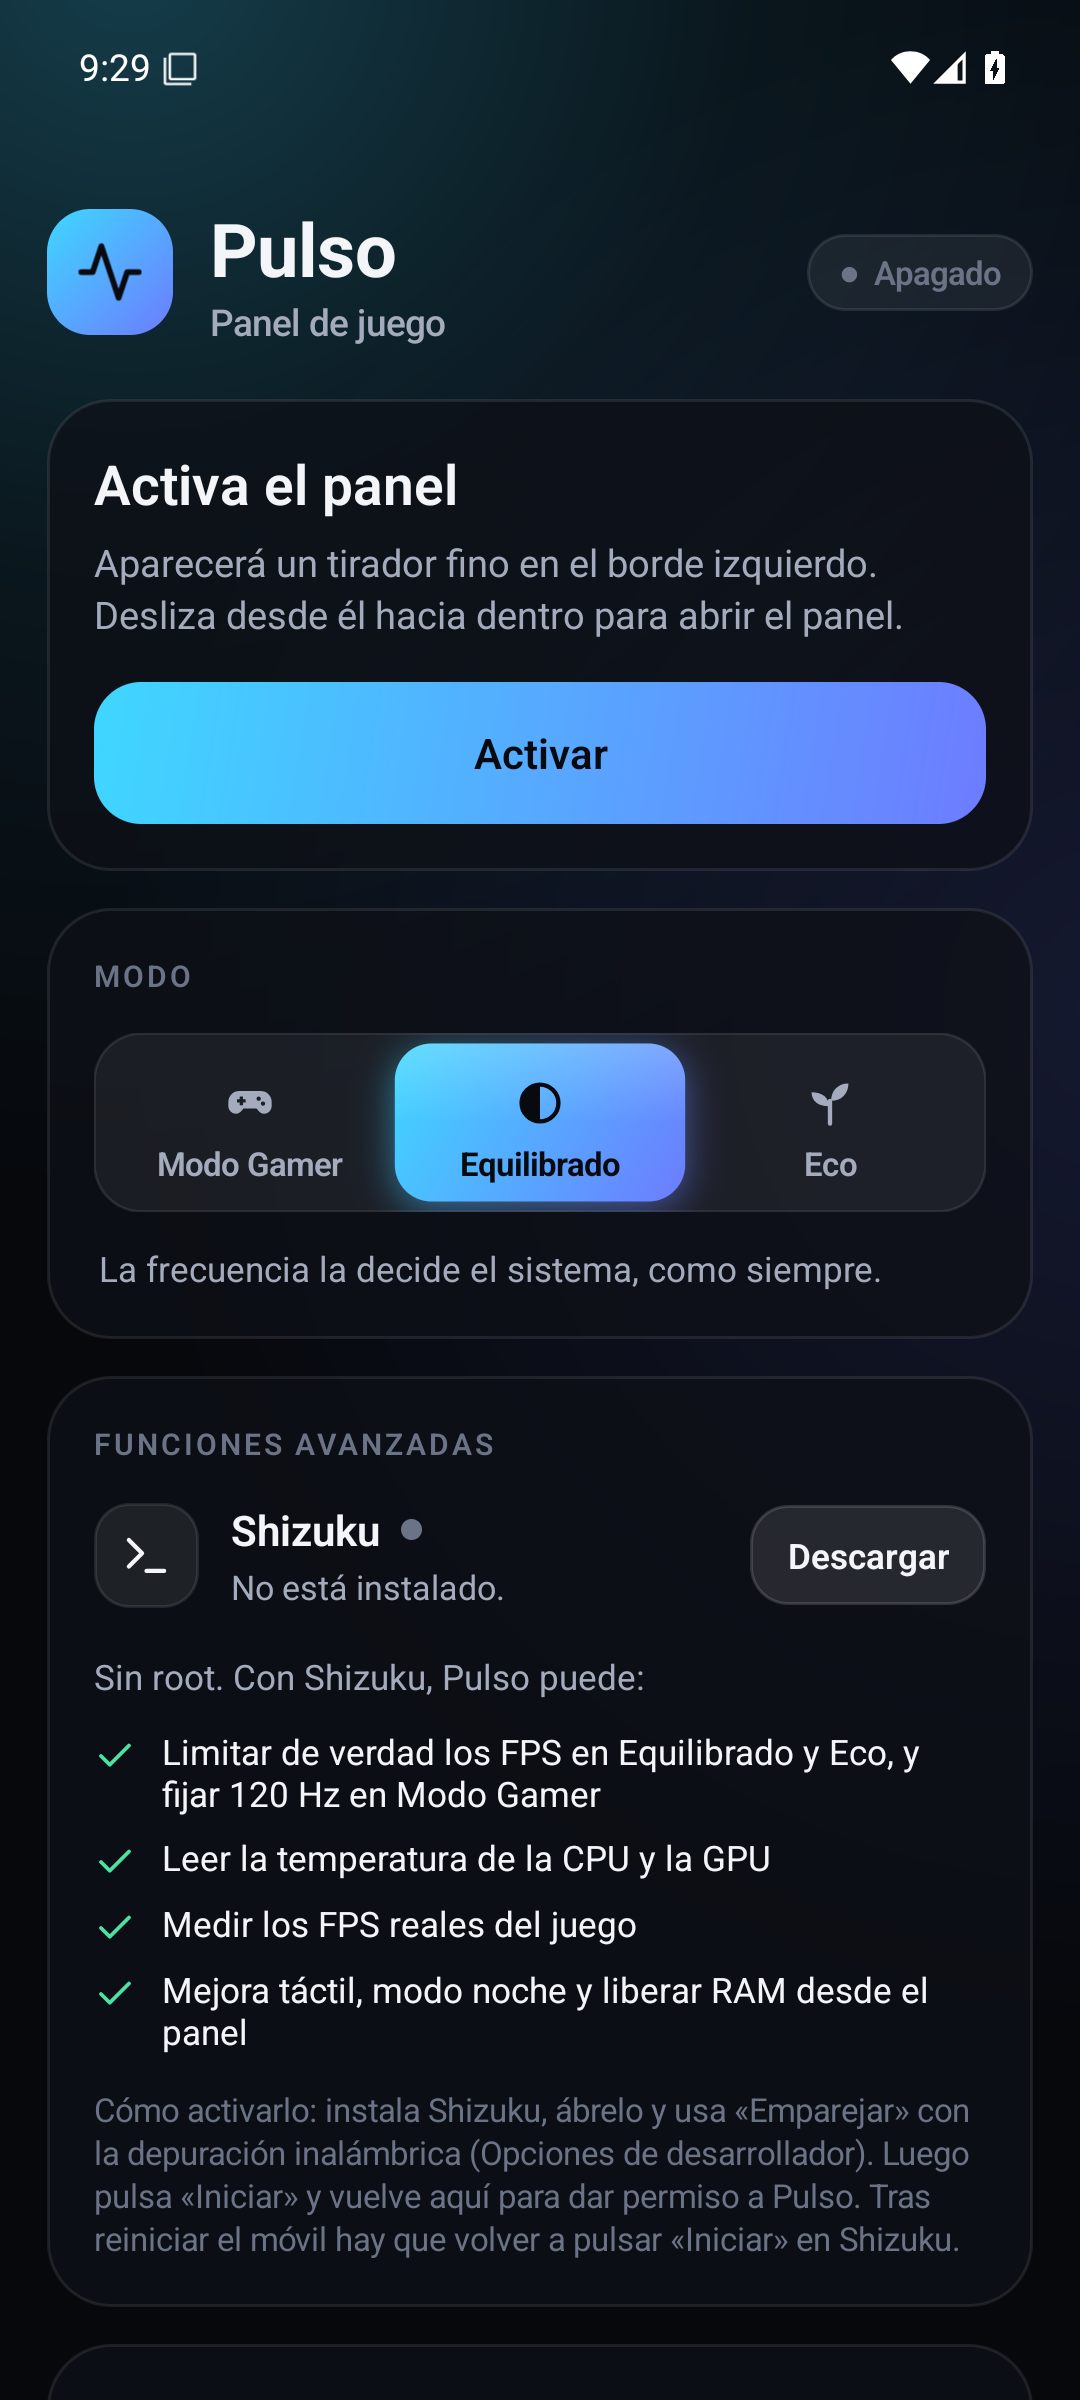 9:29
Pulso
Panel de juego
Apagado
Activa el panel
Aparecerá un tirador fino en el borde izquierdo.
Desliza desde él hacia dentro para abrir el panel.
Activar
MODO
Modo Gamer
Equilibrado
Eco
La frecuencia la decide el sistema, como siempre.
FUNCIONES AVANZADAS
Shizuku
No está instalado.
Descargar
Sin root. Con Shizuku, Pulso puede:
Limitar de verdad los FPS en Equilibrado y Eco, y
fijar 120 Hz en Modo Gamer
Leer la temperatura de la CPU y la GPU
Medir los FPS reales del juego
Mejora táctil, modo noche y liberar RAM desde el
panel
Cómo activarlo: instala Shizuku, ábrelo y usa «Emparejar» con
la depuración inalámbrica (Opciones de desarrollador). Luego
pulsa «Iniciar» y vuelve aquí para dar permiso a Pulso. Tras
reiniciar el móvil hay que volver a pulsar «Iniciar» en Shizuku.